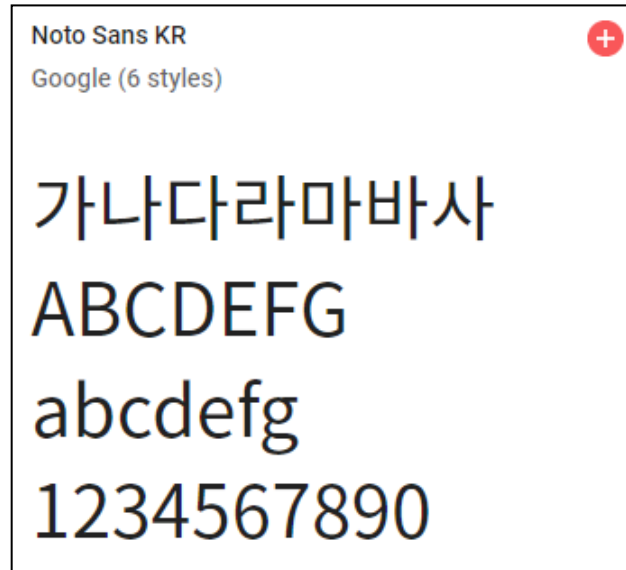 Noto Sans KR
Google (6 styles)
가나다라마바사
ABCDEFG
abcdefg
1234567890